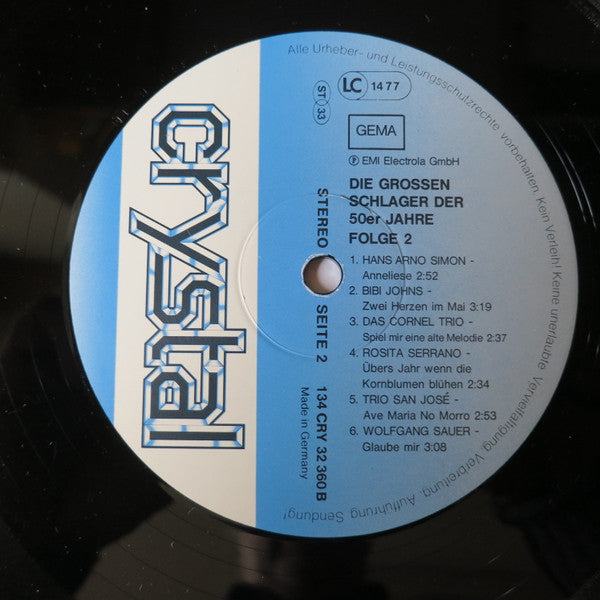 Alle Urheber- und Leistungsschutzrechte vorbehalten. Kein Verleih! Keine unerlaubte Vervielfältigung, Verbreitung, Aufführung, Sendung!
crystal
ST 33
LC 1477
GEMA
℗ EMI Electrola GmbH
DIE GROSSEN
SCHLAGER DER
50er JAHRE
FOLGE 2
1. HANS ARNO SIMON -
Anneliese 2:52
2. BIBI JOHNS -
Zwei Herzen im Mai 3:19
3. DAS CORNEL TRIO -
Spiel mir eine alte Melodie 2:37
4. ROSITA SERRANO -
Übers Jahr wenn die
Kornblumen blühen 2:34
5. TRIO SAN JOSÉ -
Ave Maria No Morro 2:53
6. WOLFGANG SAUER -
Glaube mir 3:08
STEREO SEITE 2 134 CRY 32 360 B
Made in Germany